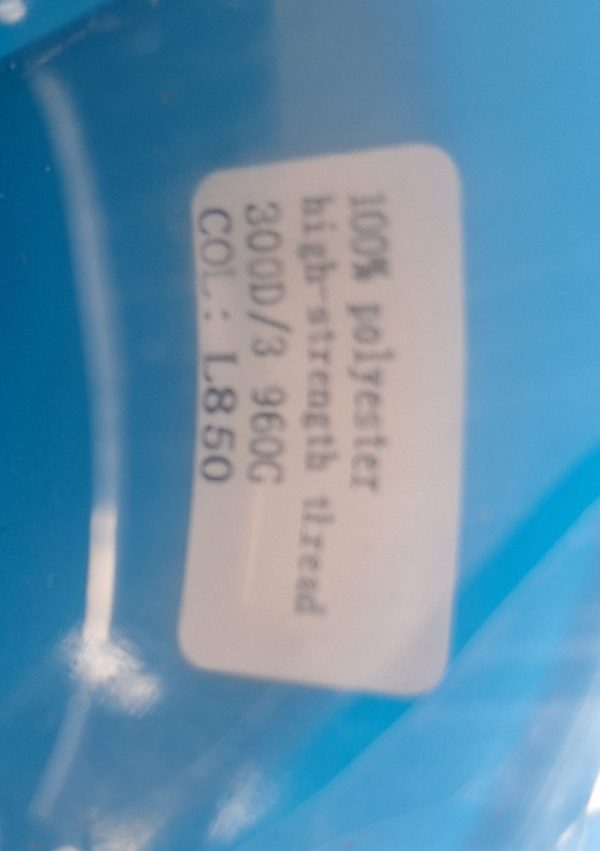 100% polyester
high-strength thread
300D/3 960G
COL: L850